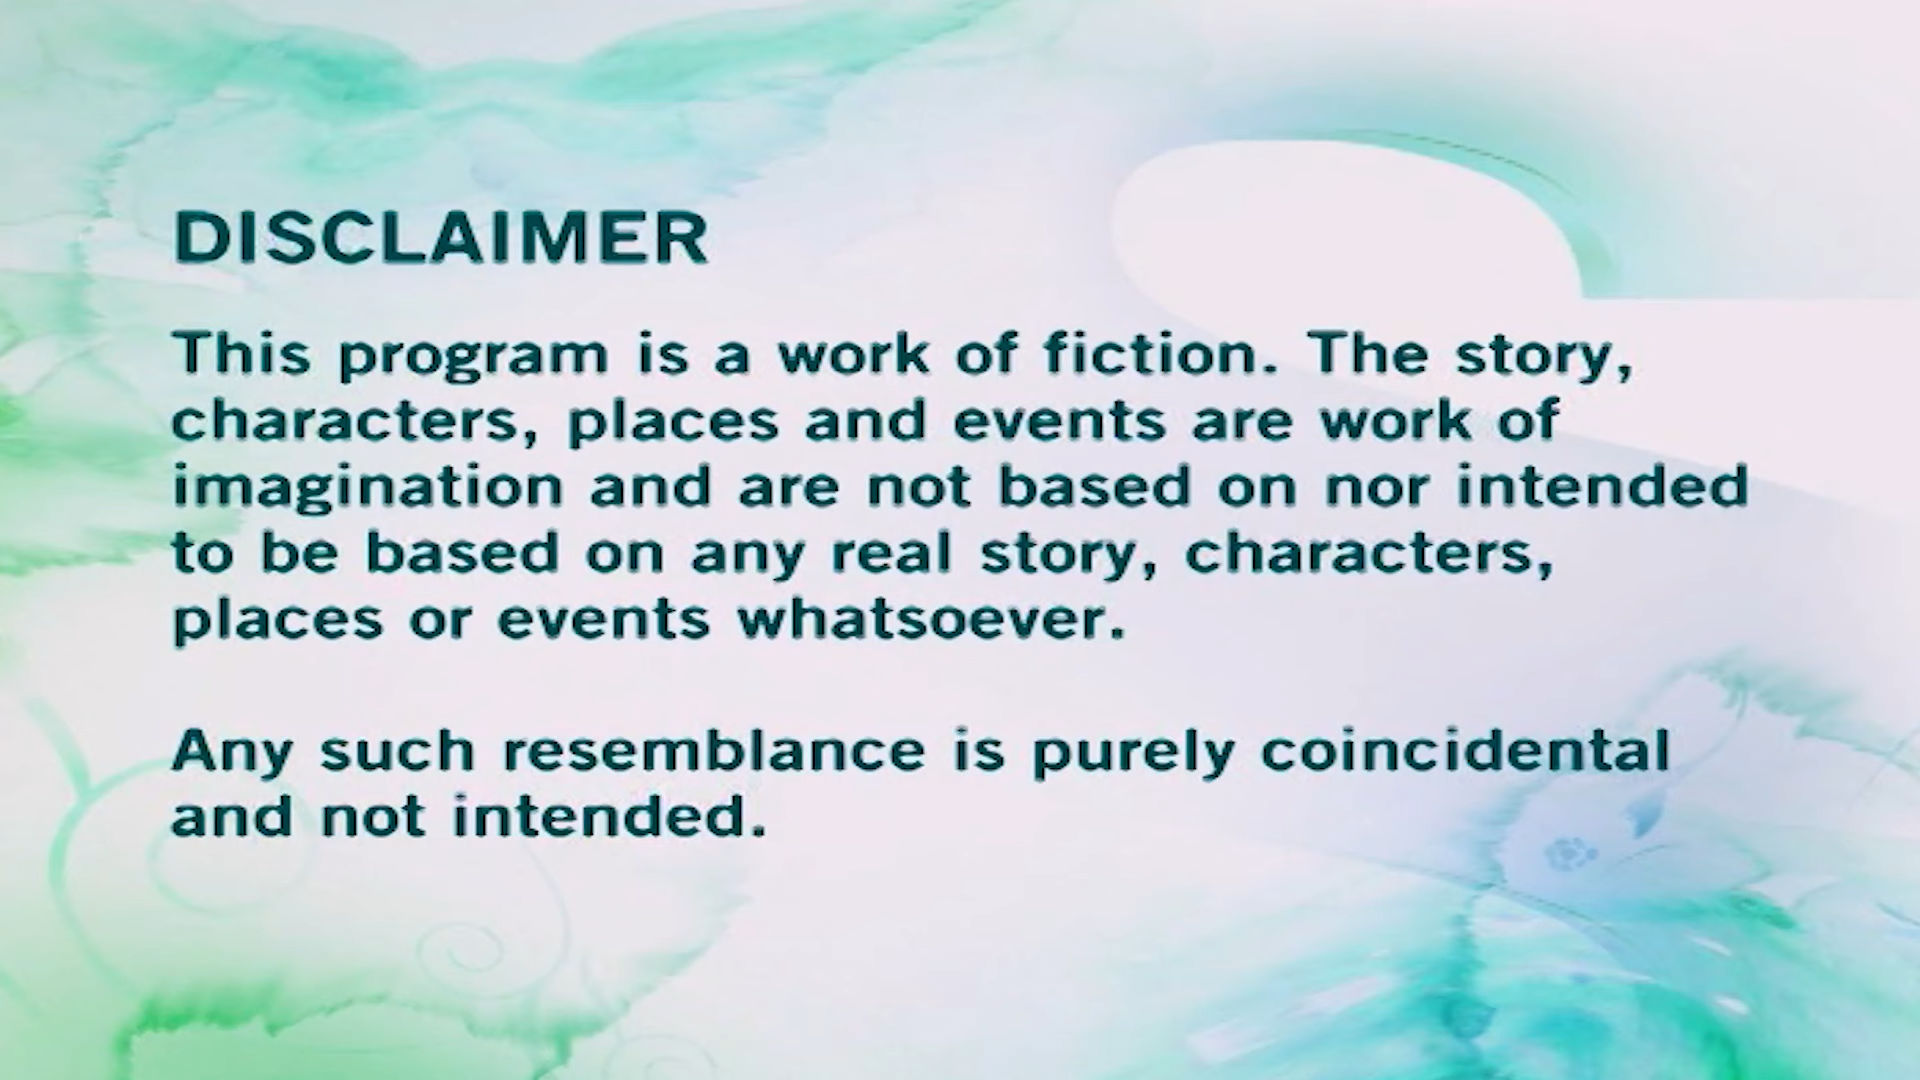 DISCLAIMER
This program is a work of fiction. The story,
characters, places and events are work of
imagination and are not based on nor intended
to be based on any real story, characters,
places or events whatsoever.
Any such resemblance is purely coincidental
and not intended.